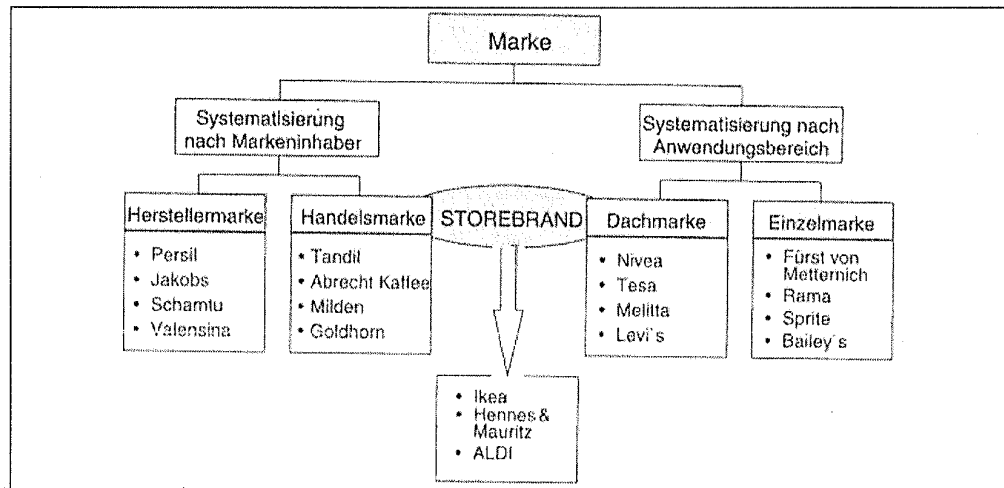 Marke
Systematisierung
nach Markeninhaber
Systematisierung nach
Anwendungsbereich
Herstellermarke
• Persil
• Jakobs
• Schamtu
• Valensina
Handelsmarke
• Tandil
• Abrecht Kaffee
• Milden
• Goldhorn
STOREBRAND
Dachmarke
• Nivea
• Tesa
• Melitta
• Levi`s
Einzelmarke
• Fürst von
Metternich
• Rama
• Sprite
• Bailey`s
• Ikea
• Hennes &
Mauritz
• ALDI